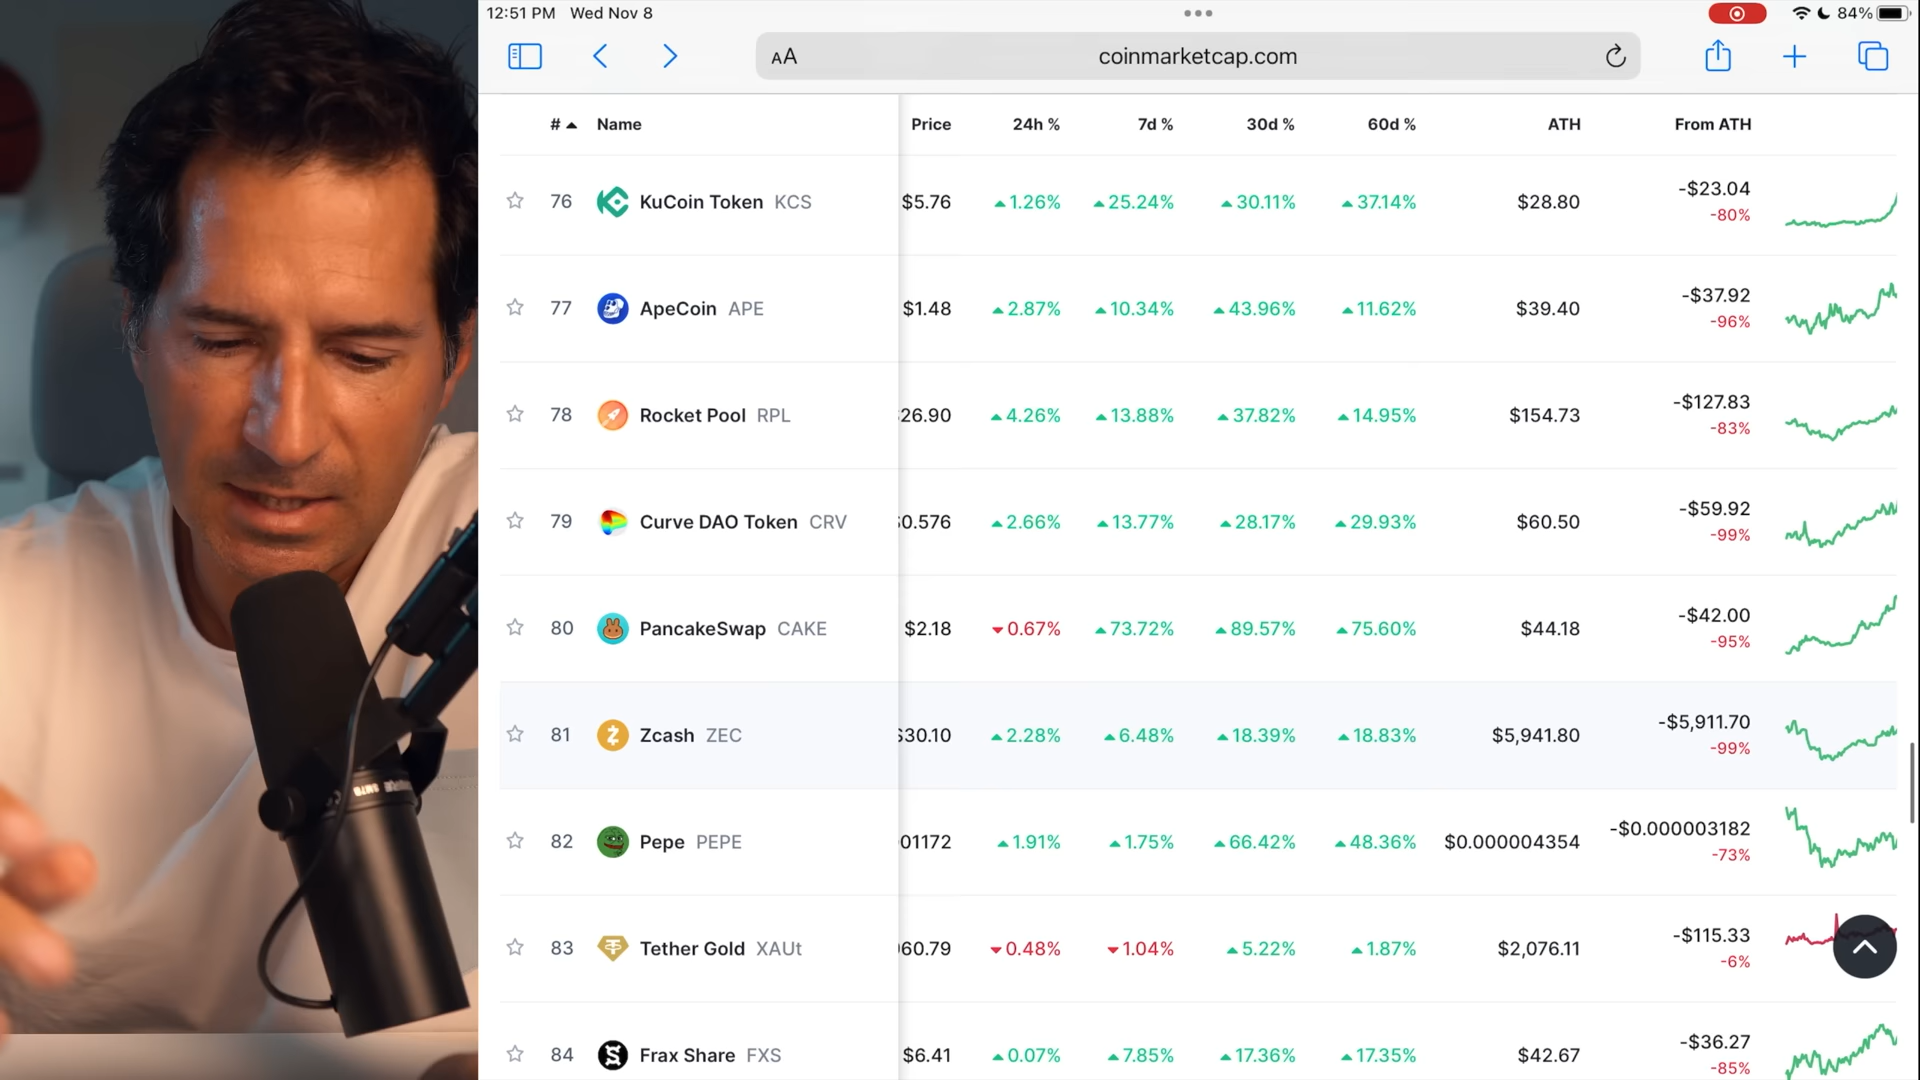 12:51 PM Wed Nov 8
84%
AA coinmarketcap.com
# Name Price 24h % 7d % 30d % 60d % ATH From ATH
76 KuCoin Token KCS $5.76 1.26% 25.24% 30.11% 37.14% $28.80 -$23.04
-80%
77 ApeCoin APE $1.48 2.87% 10.34% 43.96% 11.62% $39.40 -$37.92
-96%
78 Rocket Pool RPL 26.90 4.26% 13.88% 37.82% 14.95% $154.73 -$127.83
-83%
79 Curve DAO Token CRV 0.576 2.66% 13.77% 28.17% 29.93% $60.50 -$59.92
-99%
80 PancakeSwap CAKE $2.18 0.67% 73.72% 89.57% 75.60% $44.18 -$42.00
-95%
81 Zcash ZEC $30.10 2.28% 6.48% 18.39% 18.83% $5,941.80 -$5,911.70
-99%
82 Pepe PEPE 01172 1.91% 1.75% 66.42% 48.36% $0.000004354 -$0.000003182
-73%
83 Tether Gold XAUt 60.79 0.48% 1.04% 5.22% 1.87% $2,076.11 -$115.33
-6%
84 Frax Share FXS $6.41 0.07% 7.85% 17.36% 17.35% $42.67 -$36.27
-85%
SM7B